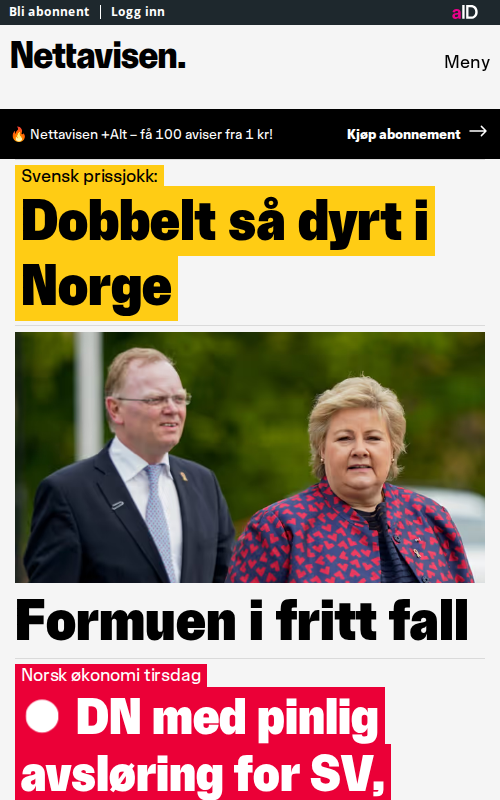 Bli abonnent | Logg inn
aID
Nettavisen.
Meny
🔥 Nettavisen +Alt – få 100 aviser fra 1 kr!
Kjøp abonnement →
Svensk prissjokk:
Dobbelt så dyrt i
Norge
Formuen i fritt fall
Norsk økonomi tirsdag
DN med pinlig
avsløring for SV,